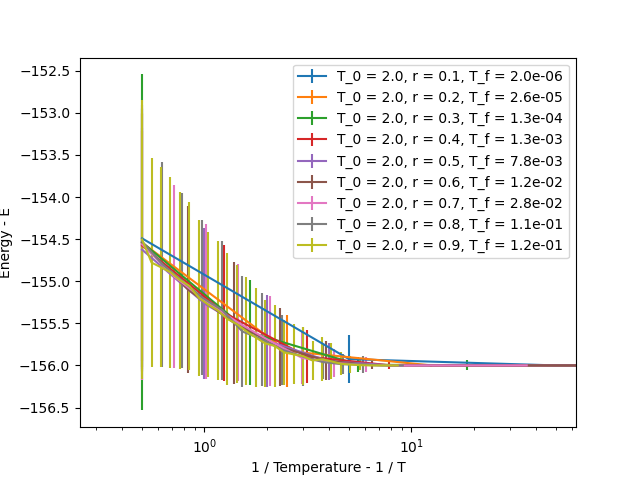 −152.5
−153.0
−153.5
−154.0
−154.5
−155.0
−155.5
−156.0
−156.5
Energy - E
T_0 = 2.0, r = 0.1, T_f = 2.0e-06
T_0 = 2.0, r = 0.2, T_f = 2.6e-05
T_0 = 2.0, r = 0.3, T_f = 1.3e-04
T_0 = 2.0, r = 0.4, T_f = 1.3e-03
T_0 = 2.0, r = 0.5, T_f = 7.8e-03
T_0 = 2.0, r = 0.6, T_f = 1.2e-02
T_0 = 2.0, r = 0.7, T_f = 2.8e-02
T_0 = 2.0, r = 0.8, T_f = 1.1e-01
T_0 = 2.0, r = 0.9, T_f = 1.2e-01
10⁰ 10¹
1 / Temperature - 1 / T